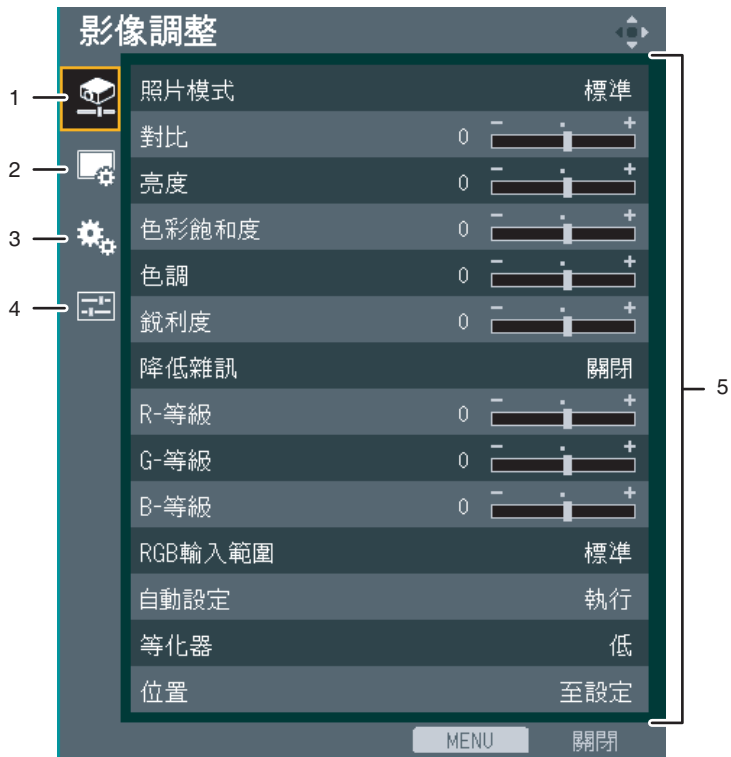 影像調整
照片模式 標準
對比 0 - +
亮度 0 - +
色彩飽和度 0 - +
色調 0 - +
銳利度 0 - +
降低雜訊 關閉
R-等級 0 - +
G-等級 0 - +
B-等級 0 - +
RGB輸入範圍 標準
自動設定 執行
等化器 低
位置 至設定
MENU 關閉
1
2
3
4
5